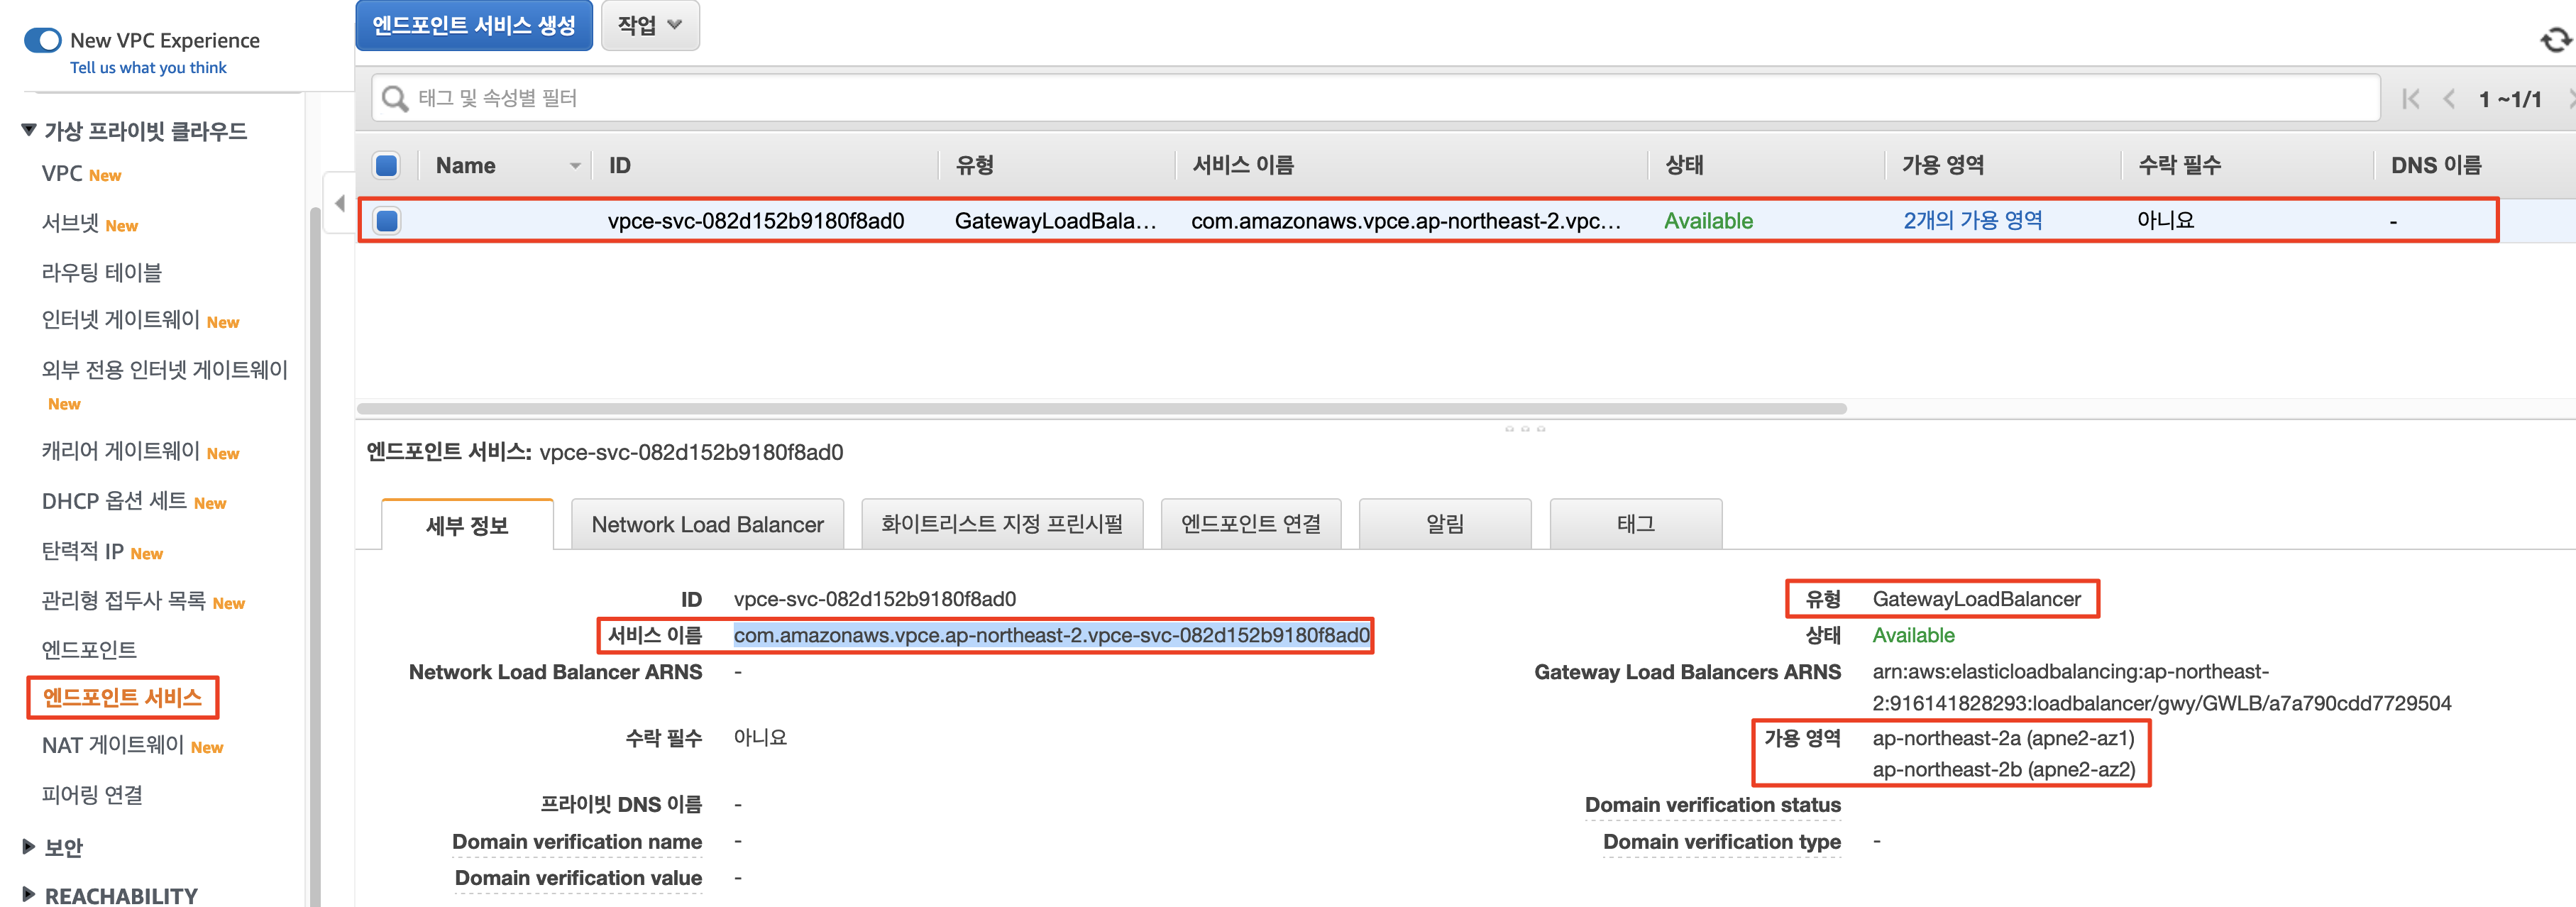 New VPC Experience
Tell us what you think
가상 프라이빗 클라우드
VPC New
서브넷 New
라우팅 테이블
인터넷 게이트웨이 New
외부 전용 인터넷 게이트웨이
New
캐리어 게이트웨이 New
DHCP 옵션 세트 New
탄력적 IP New
관리형 접두사 목록 New
엔드포인트
엔드포인트 서비스
NAT 게이트웨이 New
피어링 연결
보안
REACHABILITY
엔드포인트 서비스 생성 작업
태그 및 속성별 필터 1 ~1/1
Name ID 유형 서비스 이름 상태 가용 영역 수락 필수 DNS 이름
vpce-svc-082d152b9180f8ad0 GatewayLoadBala... com.amazonaws.vpce.ap-northeast-2.vpc... Available 2개의 가용 영역 아니요 -
엔드포인트 서비스: vpce-svc-082d152b9180f8ad0
세부 정보 Network Load Balancer 화이트리스트 지정 프린시펄 엔드포인트 연결 알림 태그
ID vpce-svc-082d152b9180f8ad0 유형 GatewayLoadBalancer
서비스 이름 com.amazonaws.vpce.ap-northeast-2.vpce-svc-082d152b9180f8ad0 상태 Available
Network Load Balancer ARNS - Gateway Load Balancers ARNS arn:aws:elasticloadbalancing:ap-northeast-
2:916141828293:loadbalancer/gwy/GWLB/a7a790cdd7729504
수락 필수 아니요 가용 영역 ap-northeast-2a (apne2-az1)
ap-northeast-2b (apne2-az2)
프라이빗 DNS 이름 - Domain verification status
Domain verification name - Domain verification type -
Domain verification value -